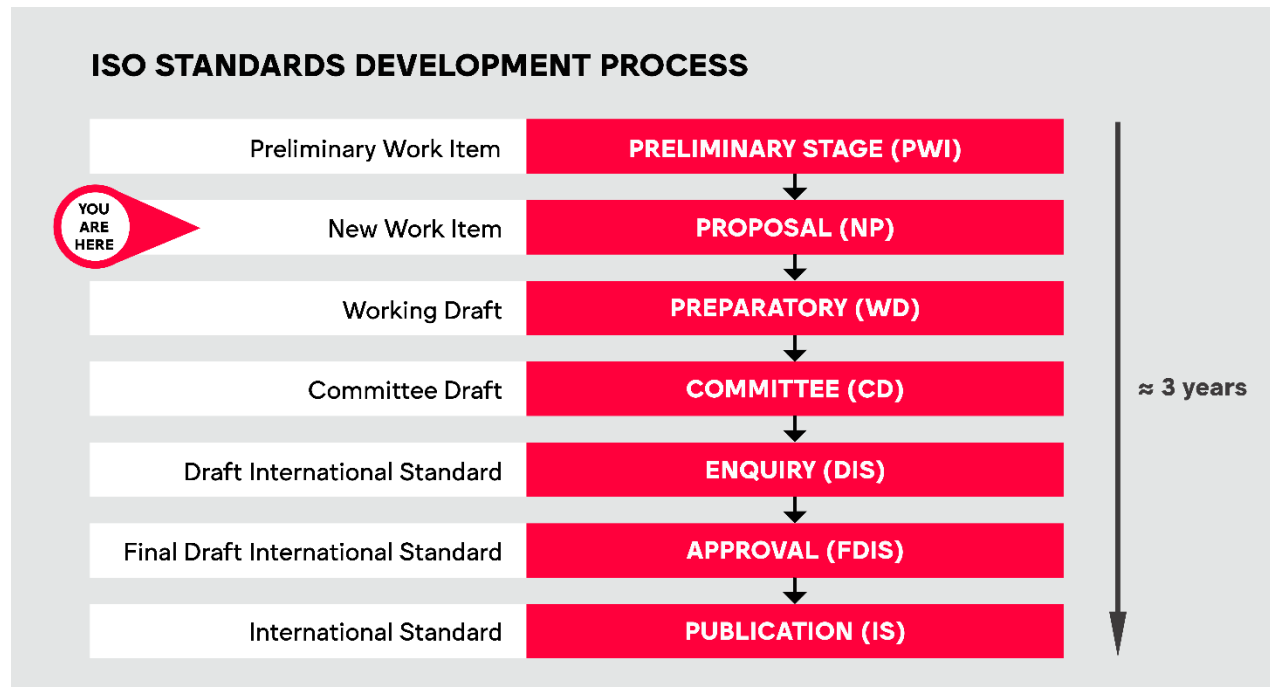 ISO STANDARDS DEVELOPMENT PROCESS
Preliminary Work Item
PRELIMINARY STAGE (PWI)
YOU
ARE
HERE
New Work Item
PROPOSAL (NP)
Working Draft
PREPARATORY (WD)
Committee Draft
COMMITTEE (CD)
≈ 3 years
Draft International Standard
ENQUIRY (DIS)
Final Draft International Standard
APPROVAL (FDIS)
International Standard
PUBLICATION (IS)